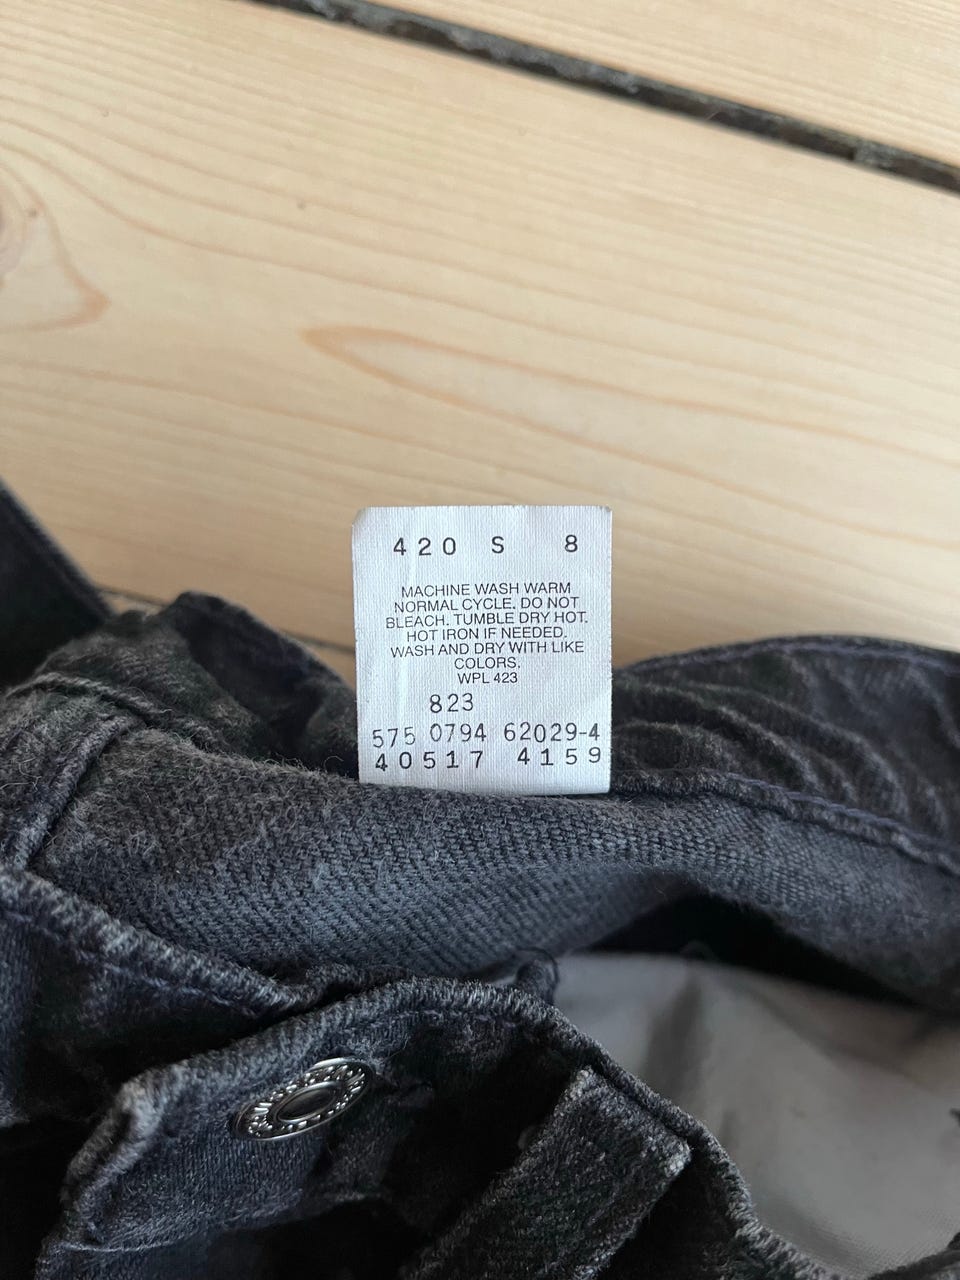 420 S 8
MACHINE WASH WARM
NORMAL CYCLE. DO NOT
BLEACH. TUMBLE DRY HOT.
HOT IRON IF NEEDED.
WASH AND DRY WITH LIKE
COLORS.
WPL 423
823
575 0794 62029-4
40517 4159